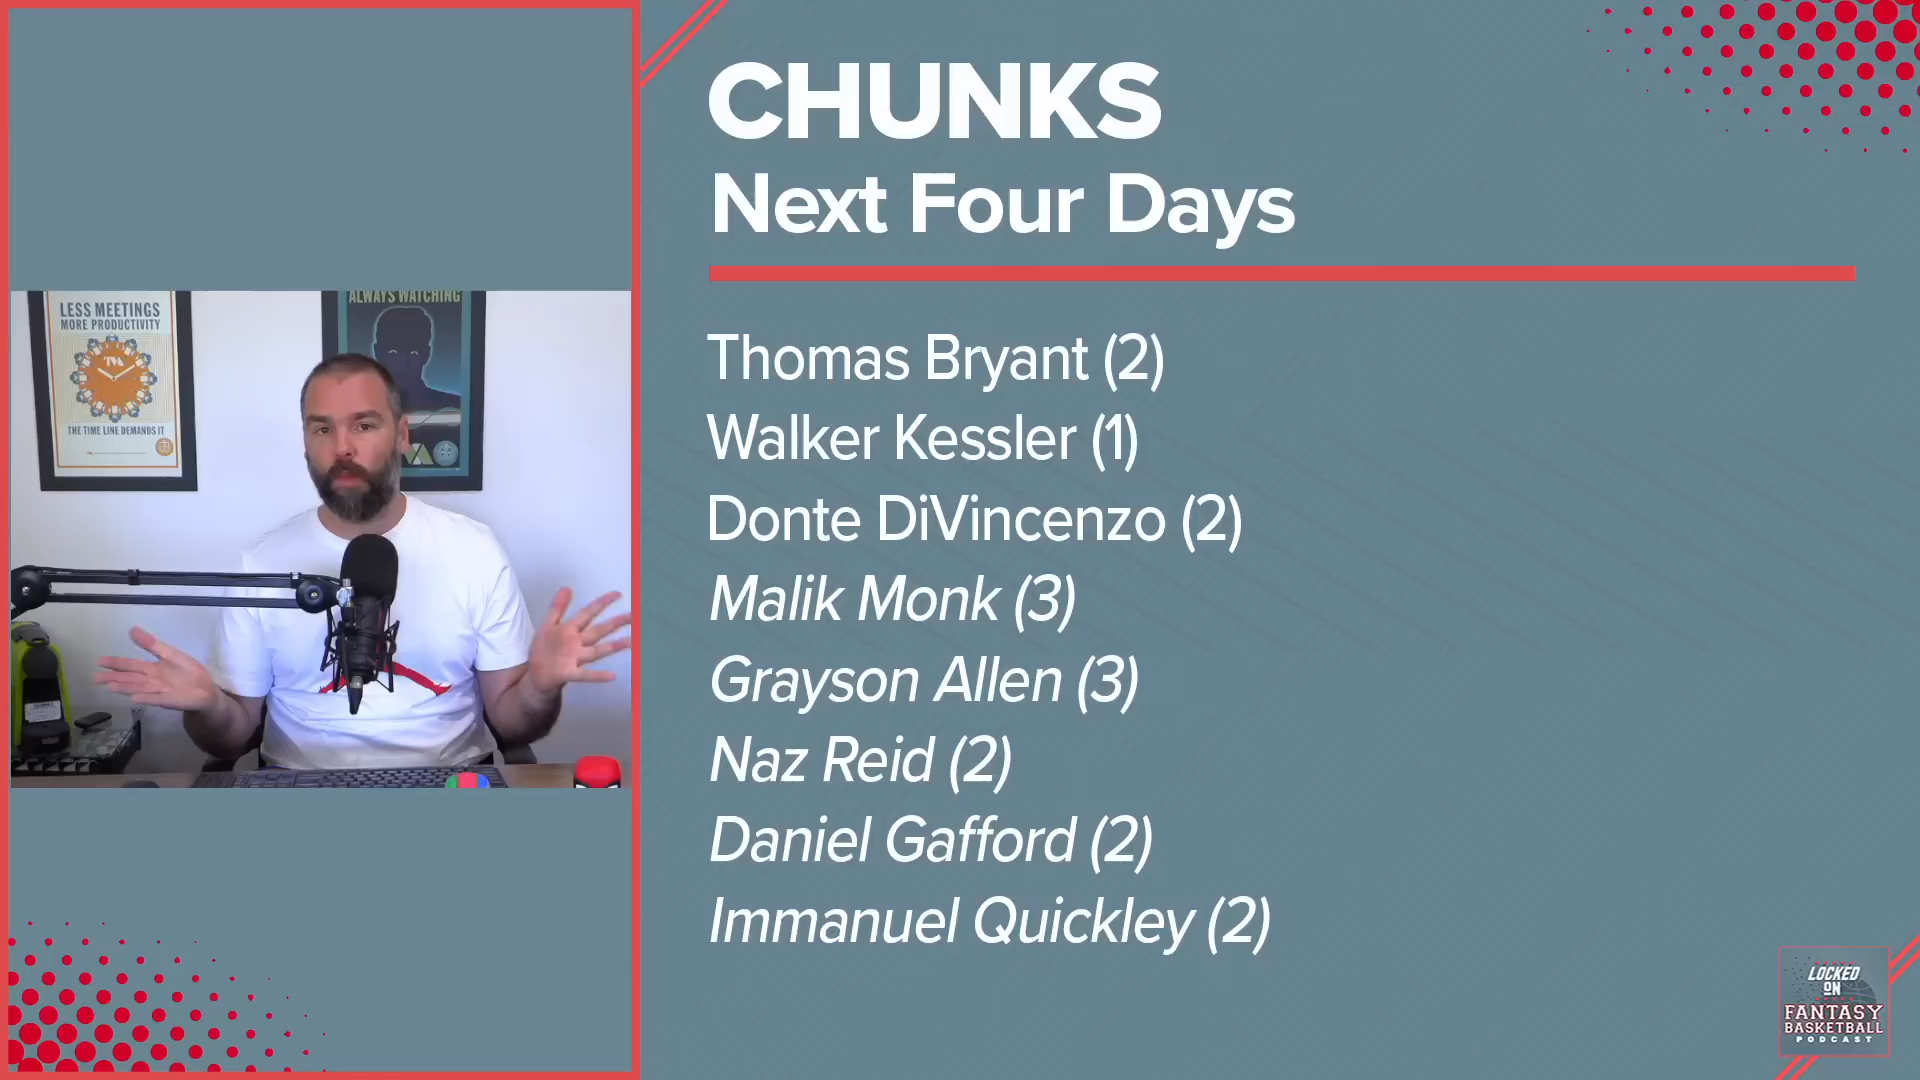 CHUNKS
Next Four Days
Thomas Bryant (2)
Walker Kessler (1)
Donte DiVincenzo (2)
Malik Monk (3)
Grayson Allen (3)
Naz Reid (2)
Daniel Gafford (2)
Immanuel Quickley (2)
LESS MEETINGS
MORE PRODUCTIVITY
TVA
THE TIME LINE DEMANDS IT
ALWAYS WATCHING
VA
LOCKED
ON
FANTASY
BASKETBALL
PODCAST